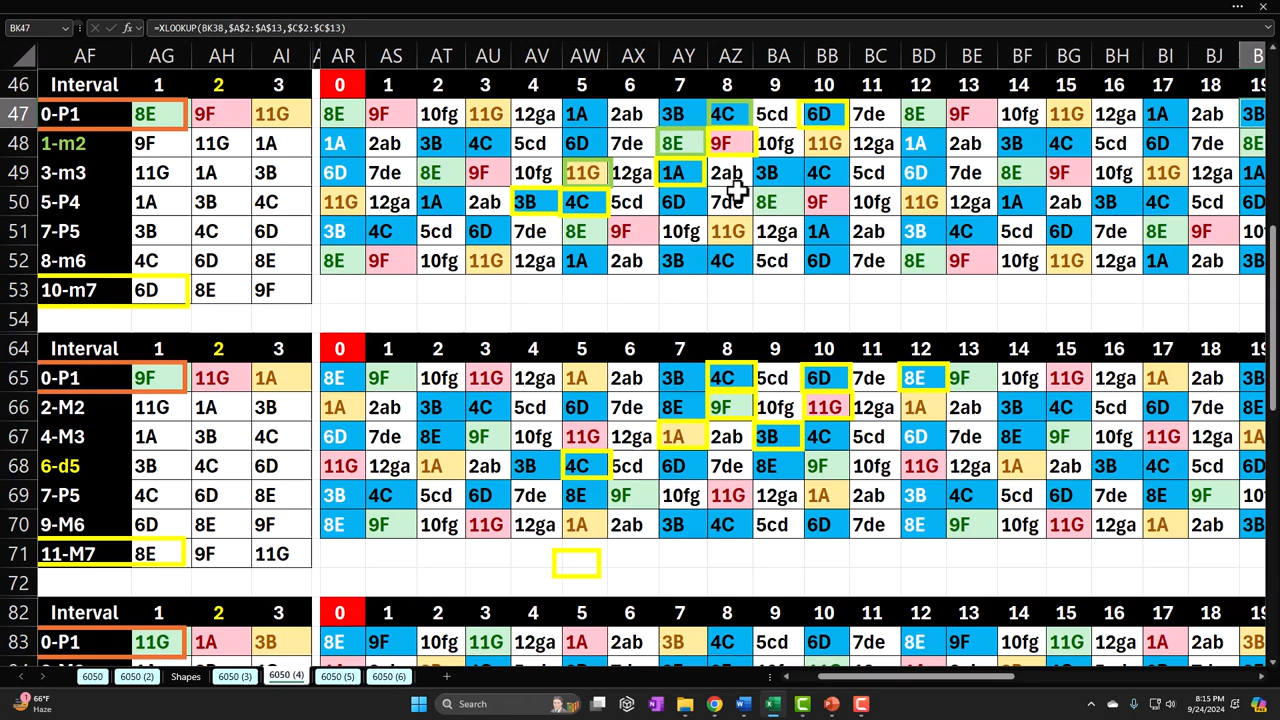 BK47 fx =XLOOKUP(BK38,$A$2:$A$13,$C$2:$C$13)
AF AG AH AI AR AS AT AU AV AW AX AY AZ BA BB BC BD BE BF BG BH BI BJ
46 Interval 1 2 3 0 1 2 3 4 5 6 7 8 9 10 11 12 13 14 15 16 17 18 19
47 0-P1 8E 9F 11G 8E 9F 10fg 11G 12ga 1A 2ab 3B 4C 5cd 6D 7de 8E 9F 10fg 11G 12ga 1A 2ab 3B
48 1-m2 9F 11G 1A 1A 2ab 3B 4C 5cd 6D 7de 8E 9F 10fg 11G 12ga 1A 2ab 3B 4C 5cd 6D 7de 8E
49 3-m3 11G 1A 3B 6D 7de 8E 9F 10fg 11G 12ga 1A 2ab 3B 4C 5cd 6D 7de 8E 9F 10fg 11G 12ga 1A
50 5-P4 1A 3B 4C 11G 12ga 1A 2ab 3B 4C 5cd 6D 7de 8E 9F 10fg 11G 12ga 1A 2ab 3B 4C 5cd 6D
51 7-P5 3B 4C 6D 3B 4C 5cd 6D 7de 8E 9F 10fg 11G 12ga 1A 2ab 3B 4C 5cd 6D 7de 8E 9F 10
52 8-m6 4C 6D 8E 8E 9F 10fg 11G 12ga 1A 2ab 3B 4C 5cd 6D 7de 8E 9F 10fg 11G 12ga 1A 2ab 3B
53 10-m7 6D 8E 9F
54
64 Interval 1 2 3 0 1 2 3 4 5 6 7 8 9 10 11 12 13 14 15 16 17 18 19
65 0-P1 9F 11G 1A 8E 9F 10fg 11G 12ga 1A 2ab 3B 4C 5cd 6D 7de 8E 9F 10fg 11G 12ga 1A 2ab 3B
66 2-M2 11G 1A 3B 1A 2ab 3B 4C 5cd 6D 7de 8E 9F 10fg 11G 12ga 1A 2ab 3B 4C 5cd 6D 7de 8E
67 4-M3 1A 3B 4C 6D 7de 8E 9F 10fg 11G 12ga 1A 2ab 3B 4C 5cd 6D 7de 8E 9F 10fg 11G 12ga 1A
68 6-d5 3B 4C 6D 11G 12ga 1A 2ab 3B 4C 5cd 6D 7de 8E 9F 10fg 11G 12ga 1A 2ab 3B 4C 5cd 6D
69 7-P5 4C 6D 8E 3B 4C 5cd 6D 7de 8E 9F 10fg 11G 12ga 1A 2ab 3B 4C 5cd 6D 7de 8E 9F 10
70 9-M6 6D 8E 9F 8E 9F 10fg 11G 12ga 1A 2ab 3B 4C 5cd 6D 7de 8E 9F 10fg 11G 12ga 1A 2ab 3B
71 11-M7 8E 9F 11G
72
82 Interval 1 2 3 0 1 2 3 4 5 6 7 8 9 10 11 12 13 14 15 16 17 18 19
83 0-P1 11G 1A 3B 8E 9F 10fg 11G 12ga 1A 2ab 3B 4C 5cd 6D 7de 8E 9F 10fg 11G 12ga 1A 2ab 3B
6050 6050 (2) Shapes 6050 (3) 6050 (4) 6050 (5) 6050 (6)
66°F
Haze
Search
8:15 PM
9/24/2024